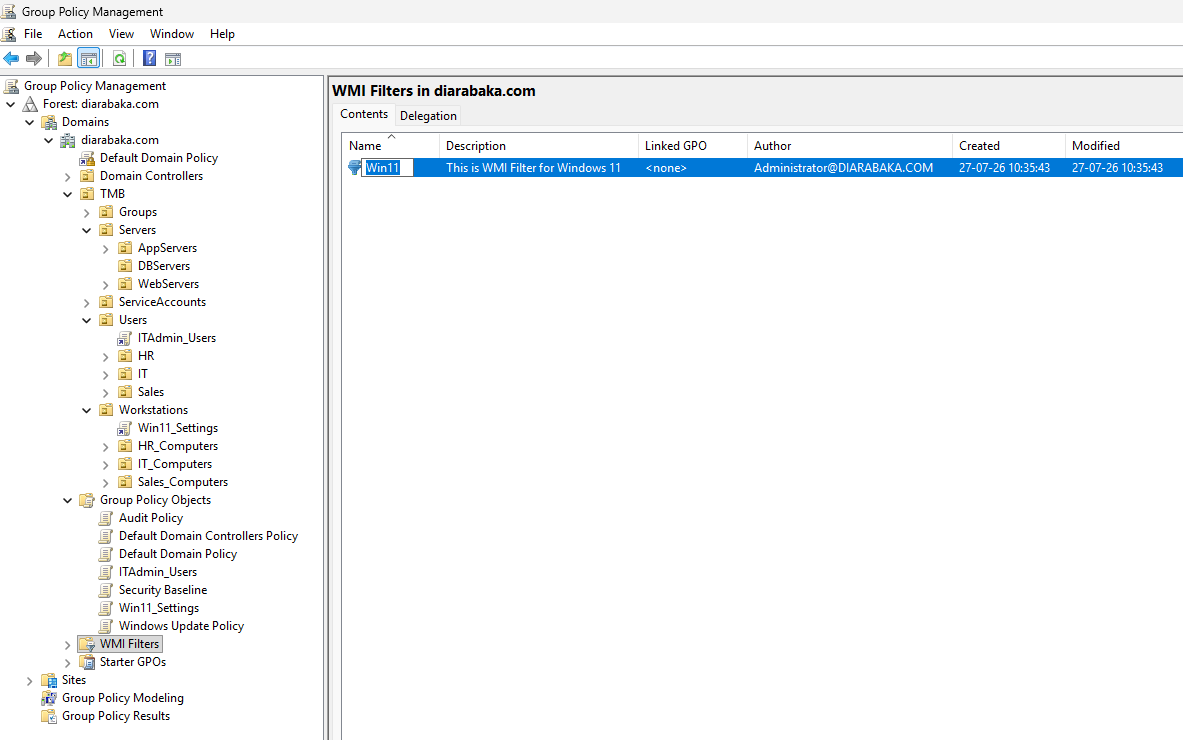 Group Policy Management
File Action View Window Help
Group Policy Management
Forest: diarabaka.com
Domains
diarabaka.com
Default Domain Policy
Domain Controllers
TMB
Groups
Servers
AppServers
DBServers
WebServers
ServiceAccounts
Users
ITAdmin_Users
HR
IT
Sales
Workstations
Win11_Settings
HR_Computers
IT_Computers
Sales_Computers
Group Policy Objects
Audit Policy
Default Domain Controllers Policy
Default Domain Policy
ITAdmin_Users
Security Baseline
Win11_Settings
Windows Update Policy
WMI Filters
Starter GPOs
Sites
Group Policy Modeling
Group Policy Results
WMI Filters in diarabaka.com
Contents Delegation
Name Description Linked GPO Author Created Modified
Win11 This is WMI Filter for Windows 11 <none> Administrator@DIARABAKA.COM 27-07-26 10:35:43 27-07-26 10:35:43